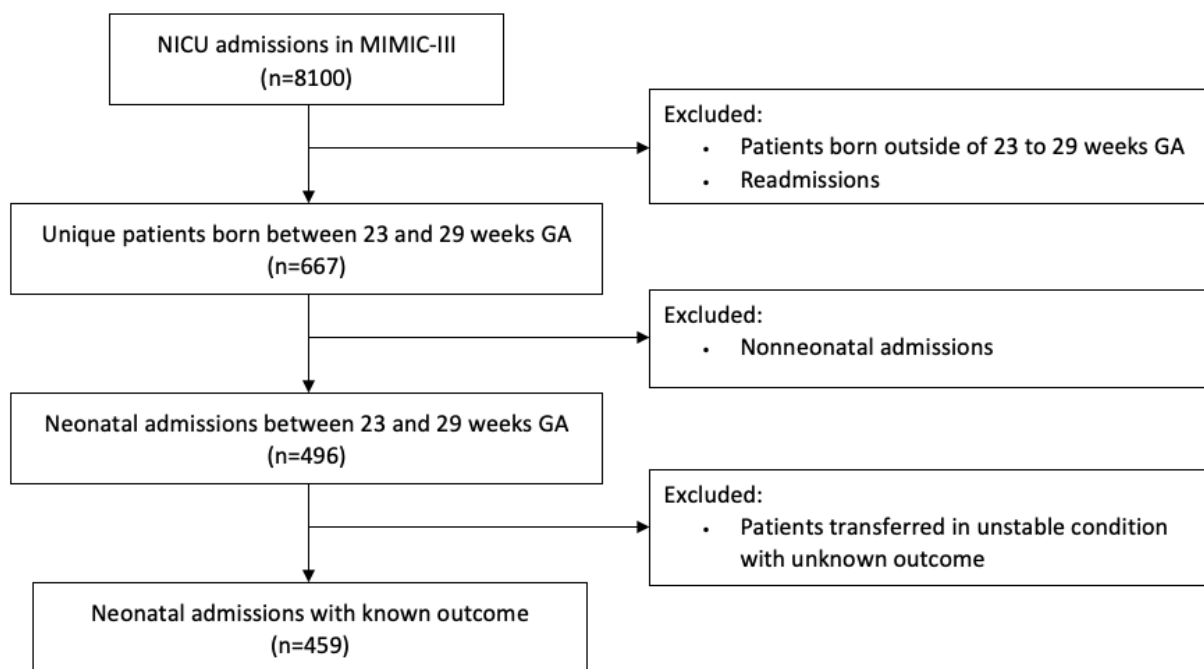 NICU admissions in MIMIC-III
(n=8100)
Excluded:
• Patients born outside of 23 to 29 weeks GA
• Readmissions
Unique patients born between 23 and 29 weeks GA
(n=667)
Excluded:
• Nonneonatal admissions
Neonatal admissions between 23 and 29 weeks GA
(n=496)
Excluded:
• Patients transferred in unstable condition
with unknown outcome
Neonatal admissions with known outcome
(n=459)